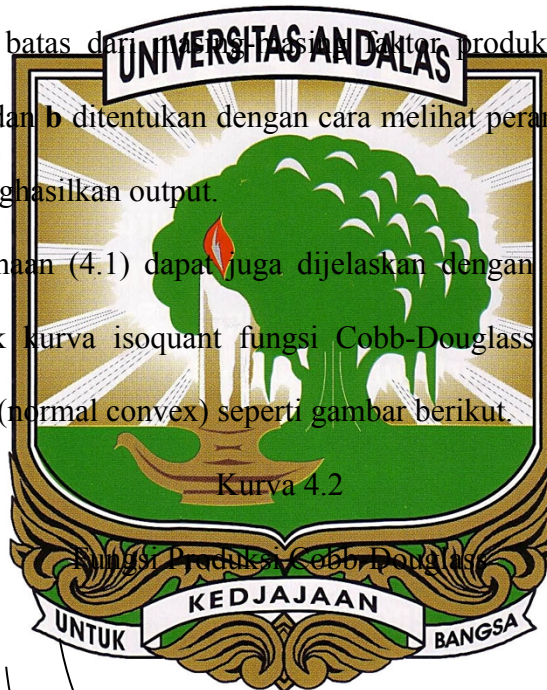 UNIVERSITAS ANDALAS
batas dari masing-masing faktor produk
dan b ditentukan dengan cara melihat peran
ghasilkan output.
naan (4.1) dapat juga dijelaskan dengan
k kurva isoquant fungsi Cobb-Douglass
(normal convex) seperti gambar berikut.
Kurva 4.2
Fungsi Produksi Cobb-Douglass
KEDJAJAAN
UNTUK BANGSA